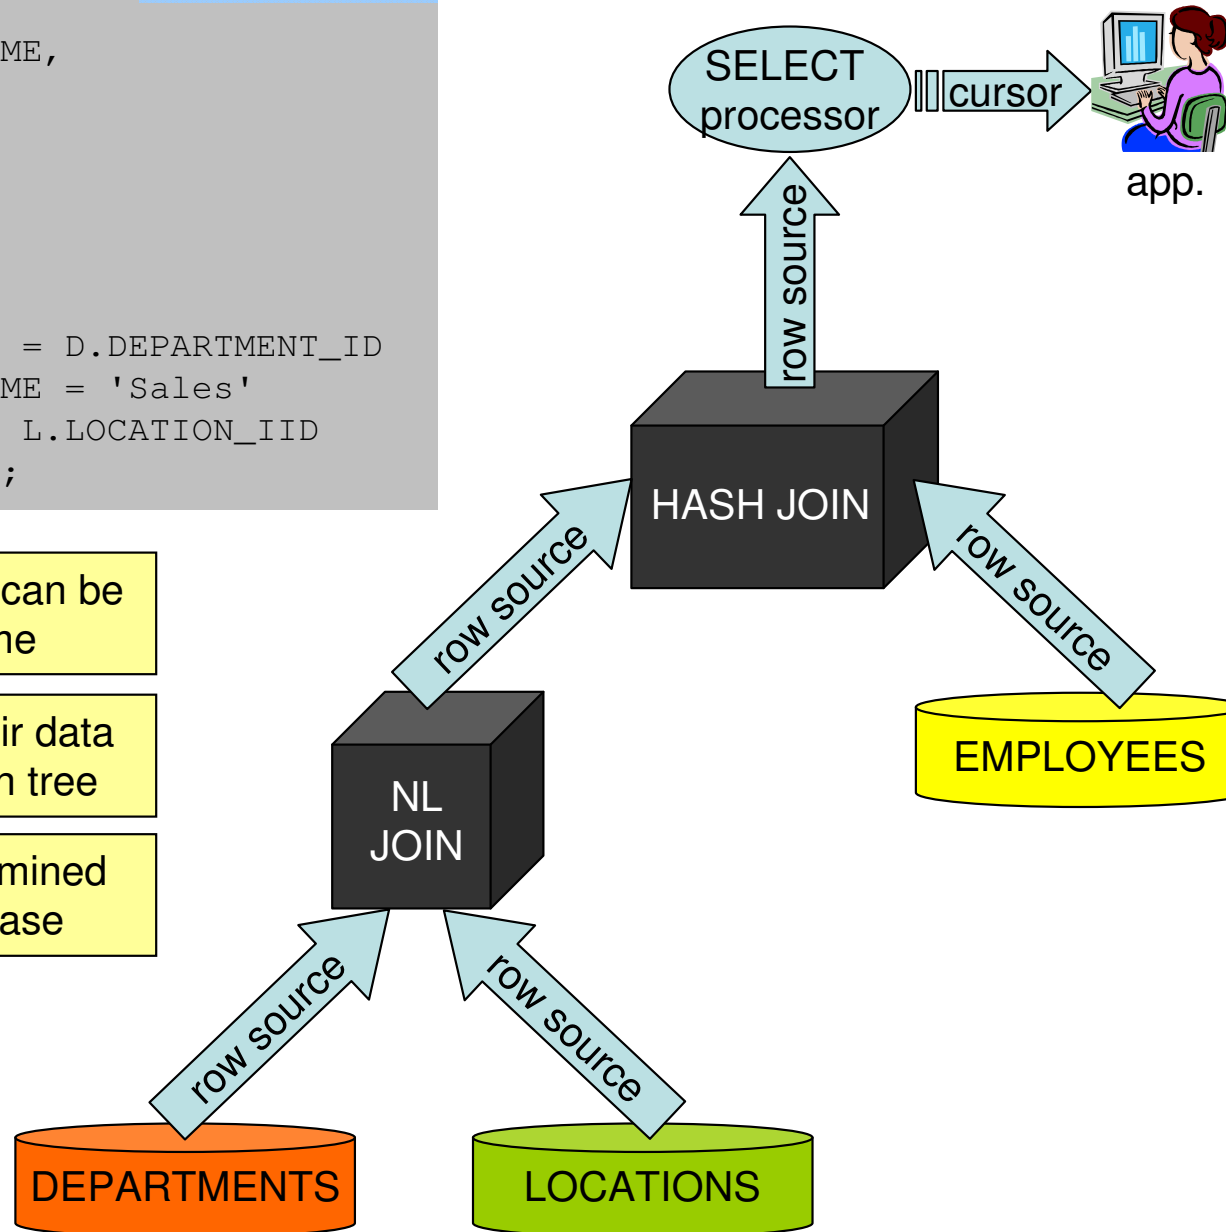 ME,
= D.DEPARTMENT_ID
ME = 'Sales'
L.LOCATION_IID
;
can be
ne
ir data
n tree
mined
ase
SELECT
processor
cursor
app.
row source
HASH JOIN
row source
row source
EMPLOYEES
NL
JOIN
row source
row source
DEPARTMENTS
LOCATIONS